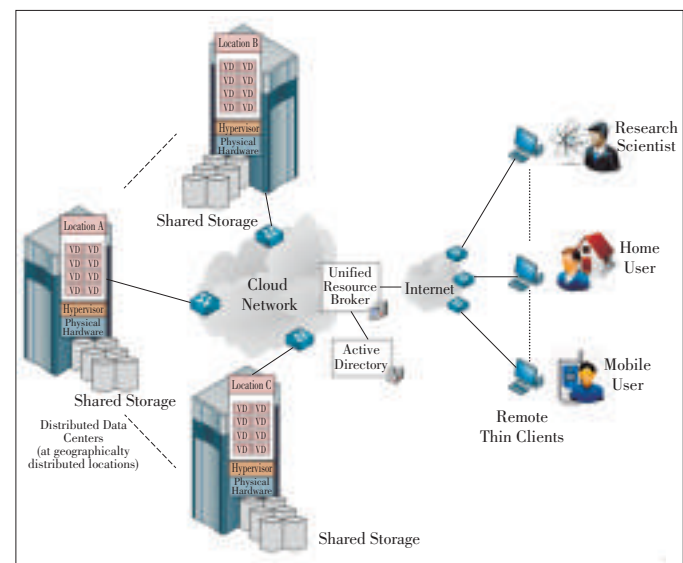 Location B
VD VD
VD VD
VD VD
VD VD
Hypervisor
Physical
Hardware
Shared Storage
Location A
VD VD
VD VD
VD VD
VD VD
Hypervisor
Physical
Hardware
Shared Storage
Distributed Data
Centers
(at geographicalty
distributed locations)
Location C
VD VD
VD VD
VD VD
VD VD
Hypervisor
Physical
Hardware
Shared Storage
Cloud
Network
Unified
Resource
Broker
Active
Directory
Internet
Remote
Thin Clients
Research
Scientist
Home
User
Mobile
User